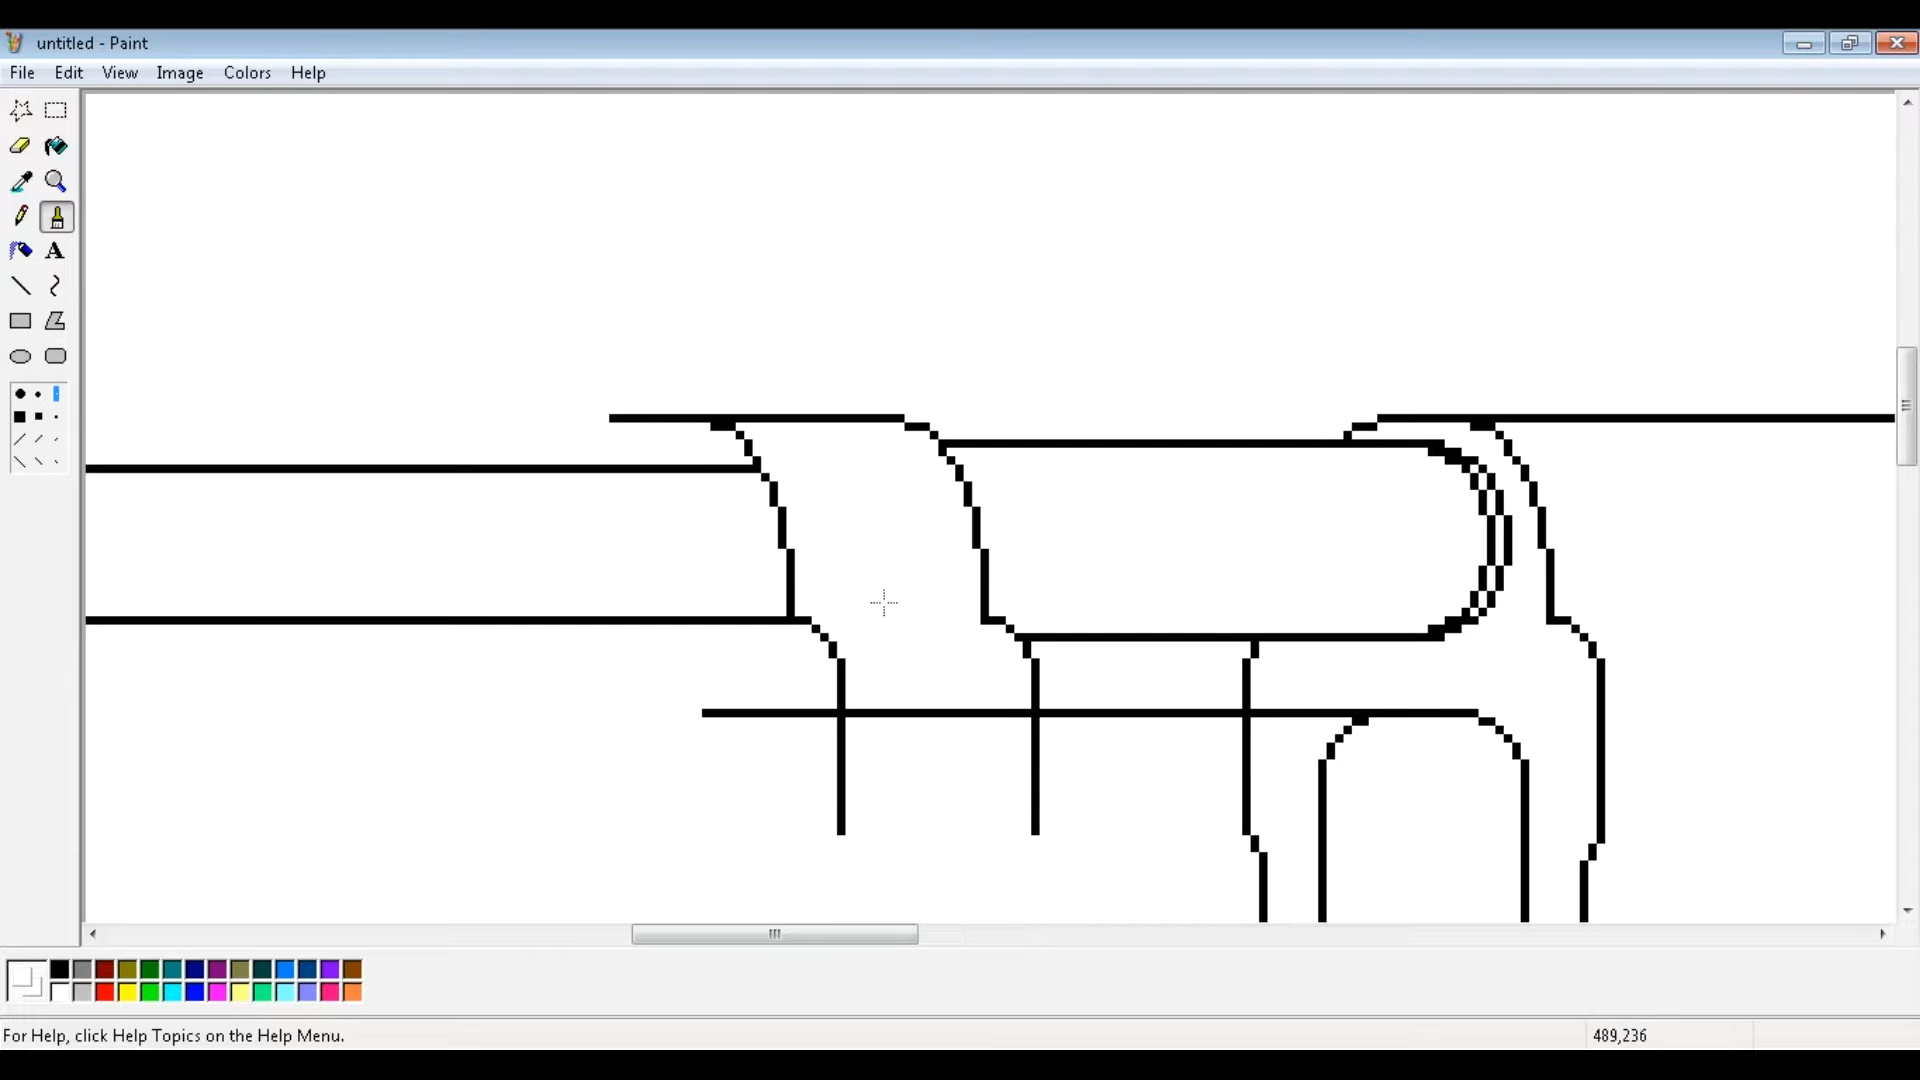 untitled - Paint
File Edit View Image Colors Help
A
For Help, click Help Topics on the Help Menu. 489,236